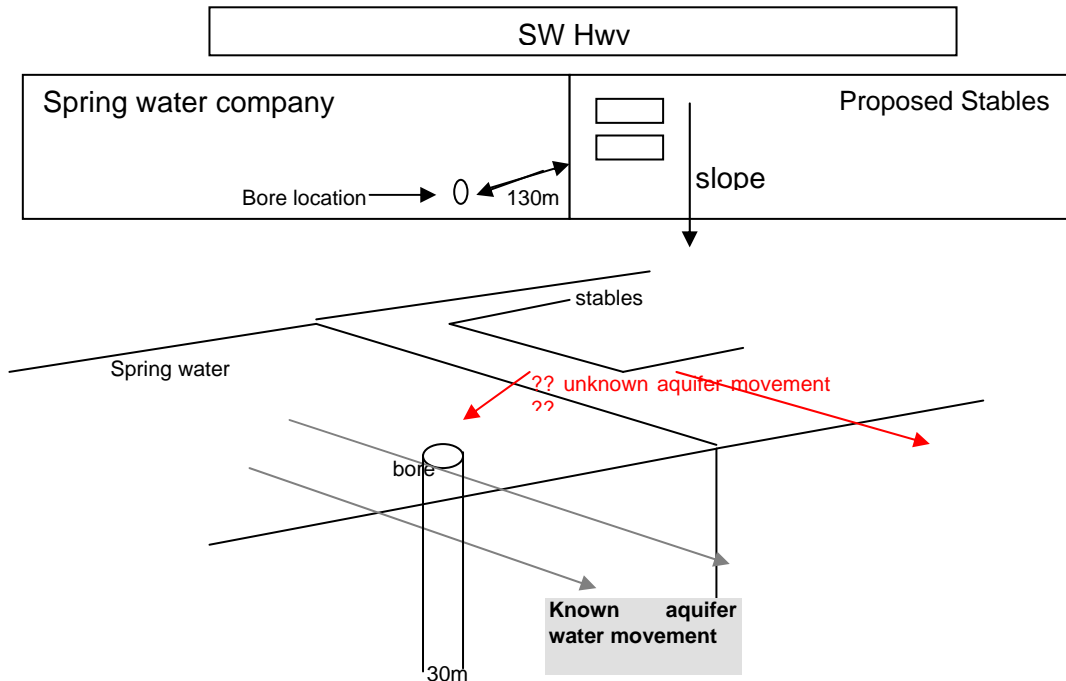 SW Hwy
Spring water company
Proposed Stables
slope
Bore location
130m
stables
Spring water
?? unknown aquifer movement
??
bore
Known aquifer
water movement
30m